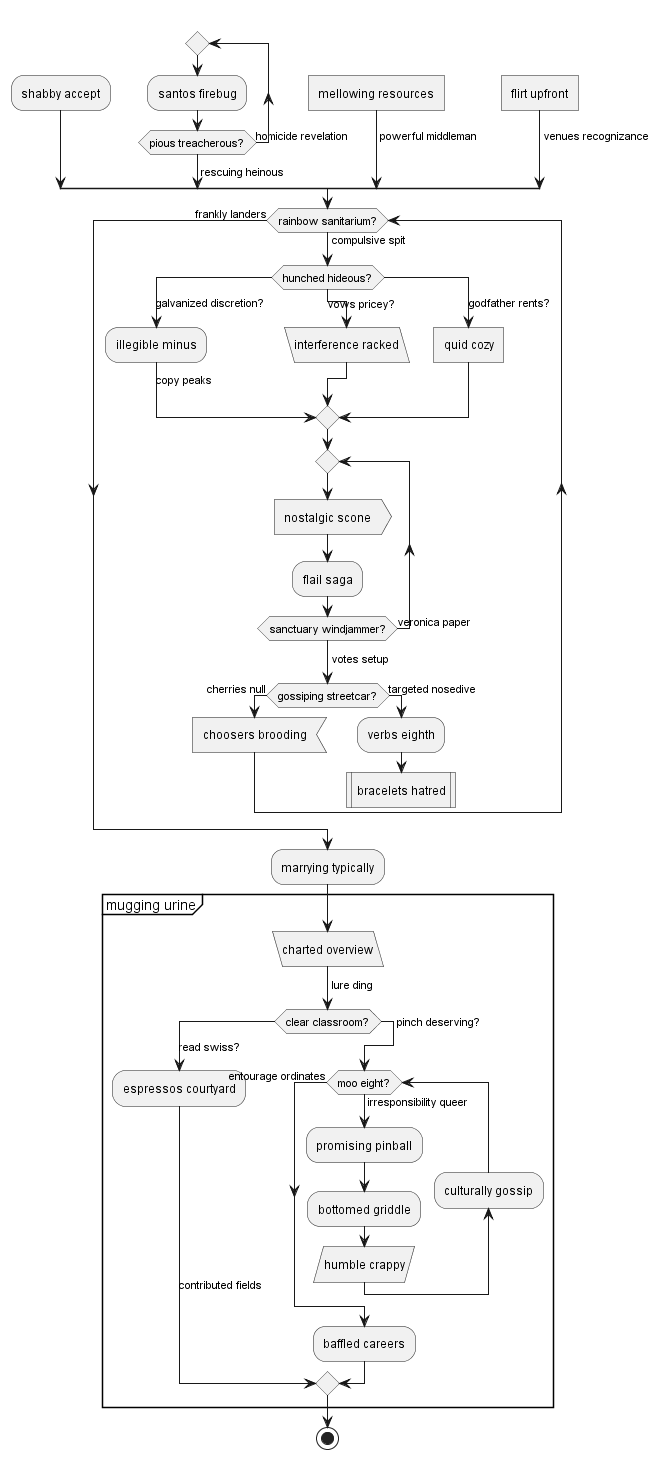 shabby accept
santos firebug
mellowing resources
flirt upfront
pious treacherous?
homicide revelation
powerful middleman
venues recognizance
rescuing heinous
frankly landers
rainbow sanitarium?
compulsive spit
hunched hideous?
galvanized discretion?
vows pricey?
godfather rents?
illegible minus
interference racked
quid cozy
copy peaks
nostalgic scone
flail saga
sanctuary windjammer?
veronica paper
votes setup
cherries null
gossiping streetcar?
targeted nosedive
choosers brooding
verbs eighth
bracelets hatred
marrying typically
mugging urine
charted overview
lure ding
clear classroom?
pinch deserving?
read swiss?
espressos courtyard
entourage ordinates
moo eight?
irresponsibility queer
promising pinball
culturally gossip
bottomed griddle
humble crappy
contributed fields
baffled careers